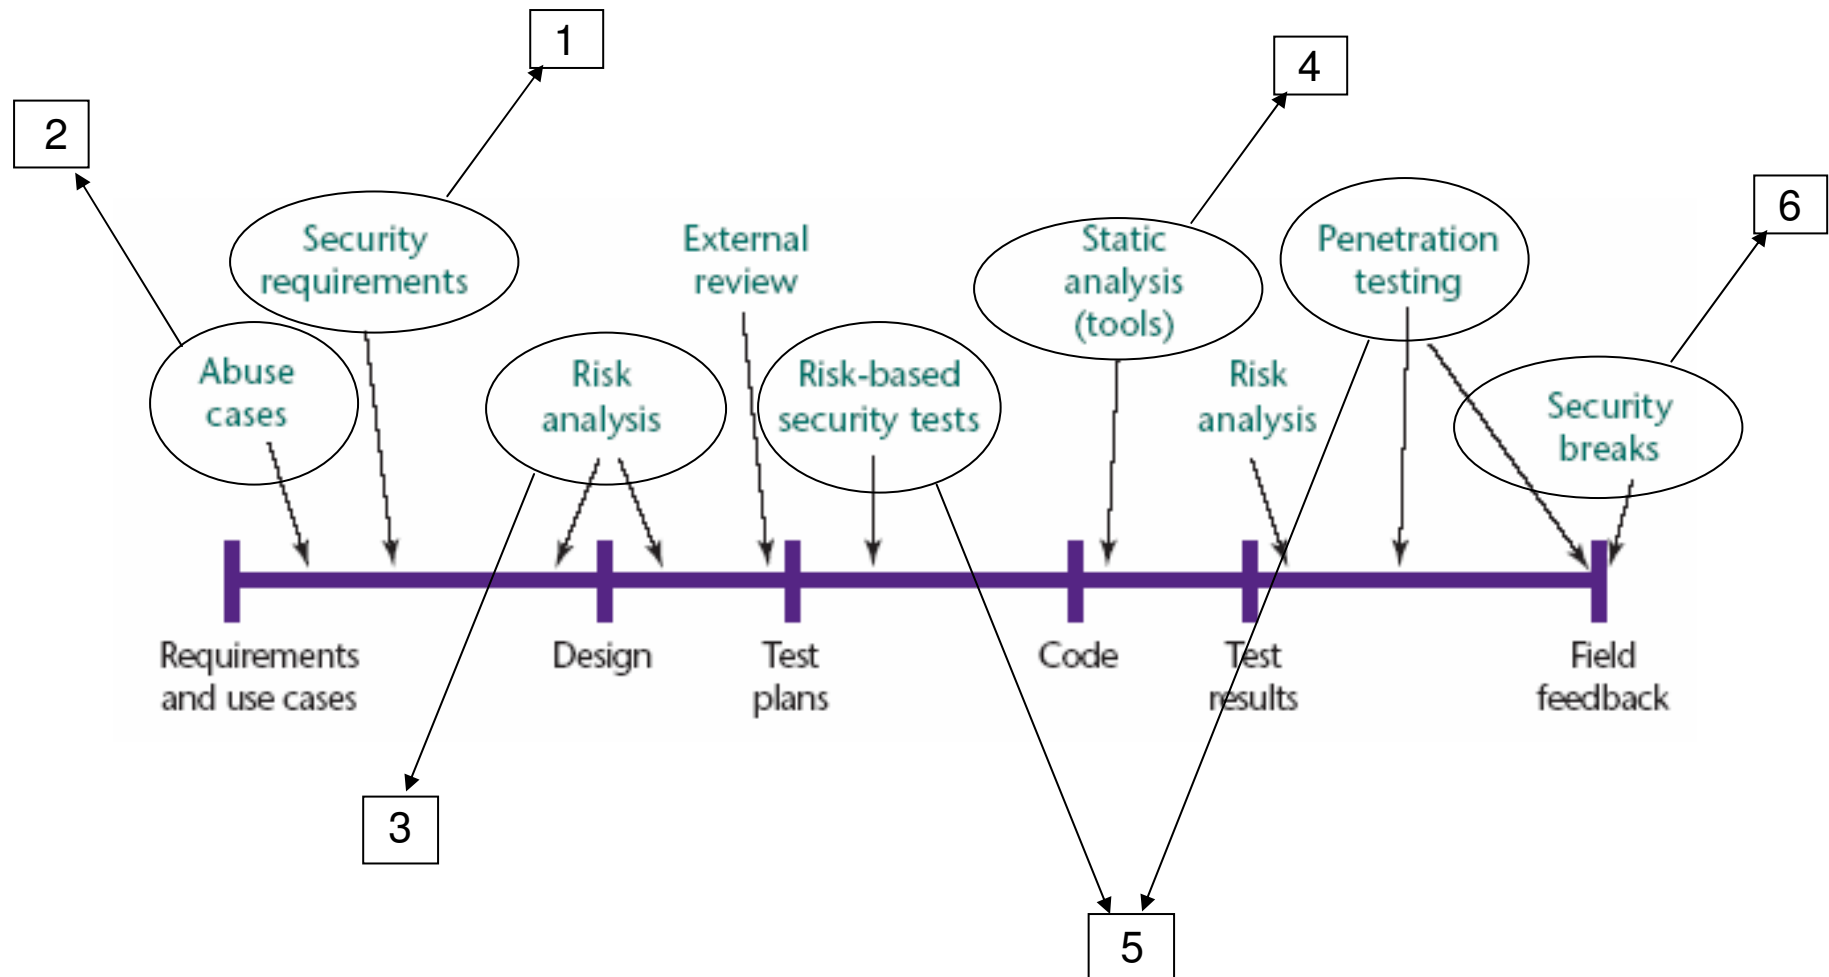 1
4
2
6
Security
requirements
External
review
Static
analysis
(tools)
Penetration
testing
Abuse
cases
Risk
analysis
Risk-based
security tests
Risk
analysis
Security
breaks
Requirements
and use cases
Design
Test
plans
Code
Test
results
Field
feedback
3
5